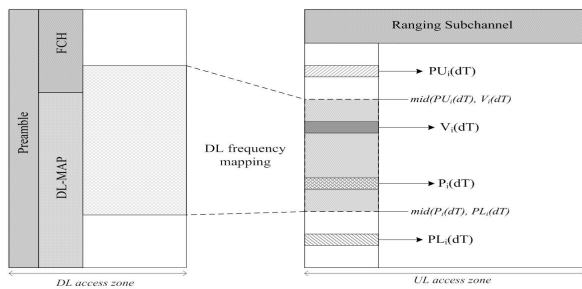 Preamble
FCH
DL-MAP
DL frequency
mapping
DL access zone
Ranging Subchannel
PUi(dT)
mid(PUi(dT), Vi(dT)
Vi(dT)
Pi(dT)
mid(Pi(dT), PLi(dT)
PLi(dT)
UL access zone